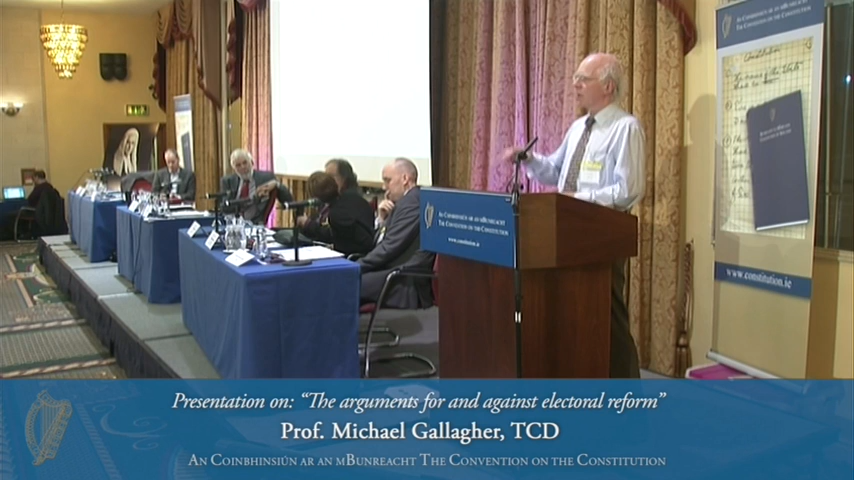 An Coinbhinsiún ar an mBunreacht
The Convention on the Constitution
Constitution
www.constitution.ie
An Coinbhinsiún ar an mBunreacht
The Convention on the Constitution
www.constitution.ie
Presentation on: “The arguments for and against electoral reform”
Prof. Michael Gallagher, TCD
An Coinbhinsiún ar an mBunreacht The Convention on the Constitution